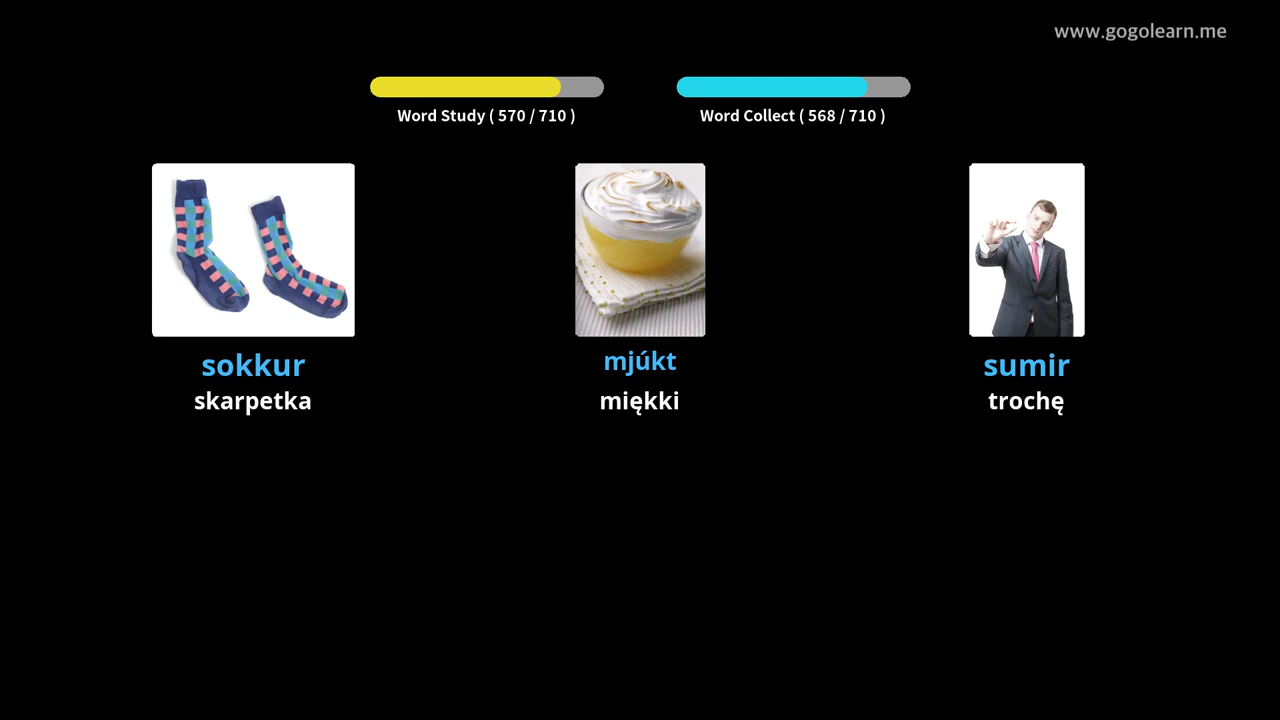 www.gogolearn.me
Word Study ( 570 / 710 )
Word Collect ( 568 / 710 )
sokkur
skarpetka
mjúkt
miękki
sumir
trochę